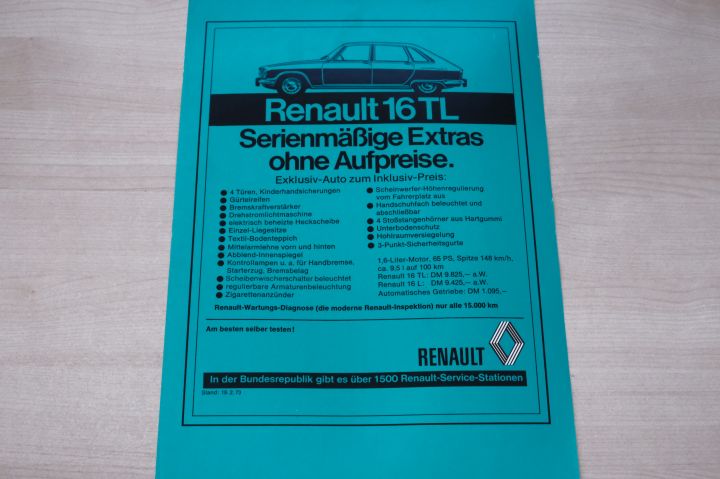 Renault 16 TL
Serienmäßige Extras
ohne Aufpreise.
Exklusiv-Auto zum Inklusiv-Preis:
● 4 Türen, Kindersicherungen
● Gürtelreifen
● Bremskraftverstärker
● Drehstromlichtmaschine
● elektrisch beheizte Heckscheibe
● Einzel-Liegesitze
● Textil-Bodenteppich
● Mittelarmlehne vorn und hinten
● Abblend-Innenspiegel
● Kontrollampen u. a. für Handbremse,
Starterzug, Bremsbelag
● Scheibenwischerschalter beleuchtet
● regulierbare Armaturenbeleuchtung
● Zigarettenanzünder
● Scheinwerfer-Höhenregulierung
vom Fahrerplatz aus
● Handschuhfach beleuchtet und
abschließbar
● 4 Stoßstangenhörner aus Hartgummi
● Unterbodenschutz
● Hohlraumversiegelung
● 3-Punkt-Sicherheitsgurte
1,6-Liter-Motor, 65 PS, Spitze 148 km/h,
ca. 9,5 l auf 100 km
Renault 16 TL: DM 9.825,– a.W.
Renault 16 L: DM 9.425,– a.W.
Automatisches Getriebe: DM 1.095,–
Renault-Wartungs-Diagnose (die moderne Renault-Inspektion) nur alle 15.000 km
Am besten selber testen!
RENAULT
In der Bundesrepublik gibt es über 1500 Renault-Service-Stationen
Stand: 19. 2. 73